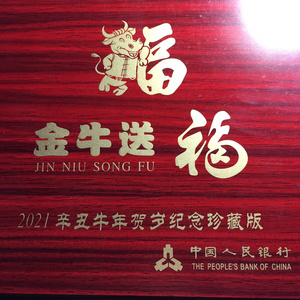 福
金牛送福
JIN NIU SONG FU
2021辛丑牛年贺岁纪念珍藏版
中国人民银行
THE PEOPLE'S BANK OF CHINA